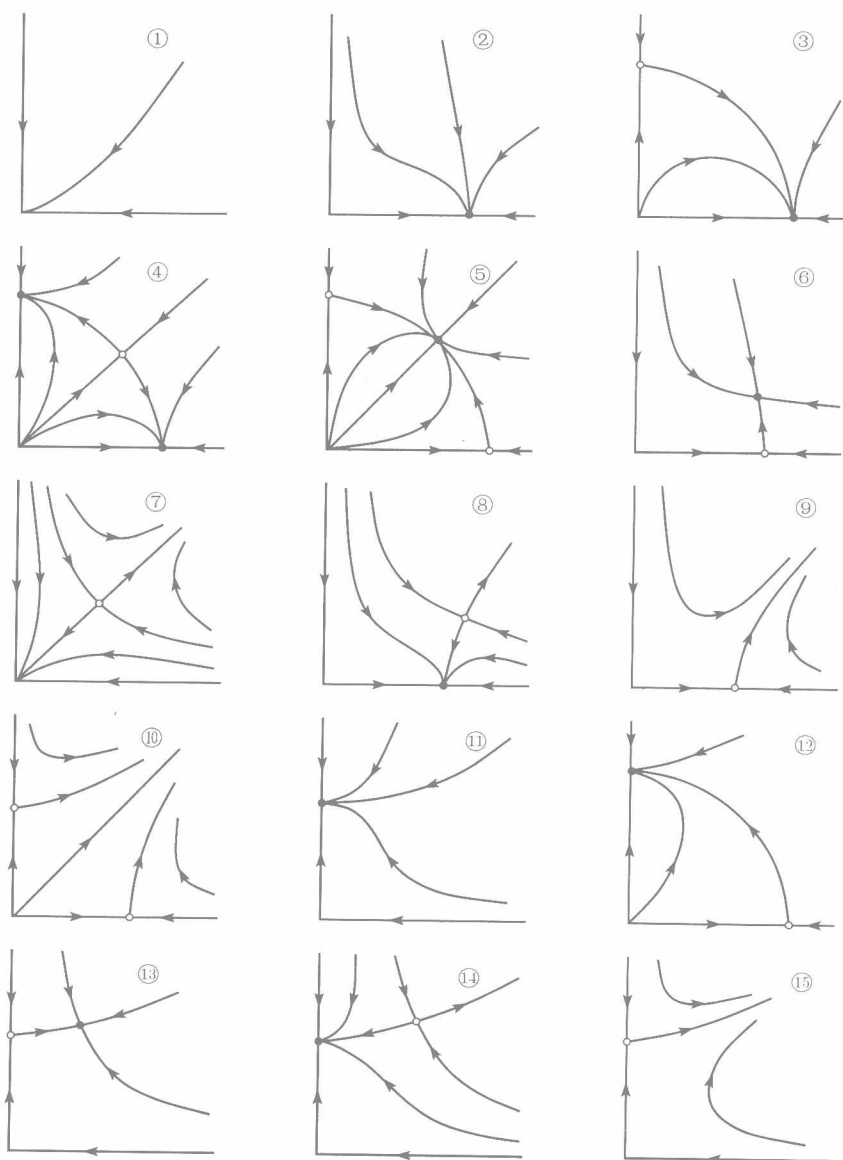 ① ② ③
④ ⑤ ⑥
⑦ ⑧ ⑨
⑩ ⑪ ⑫
⑬ ⑭ ⑮